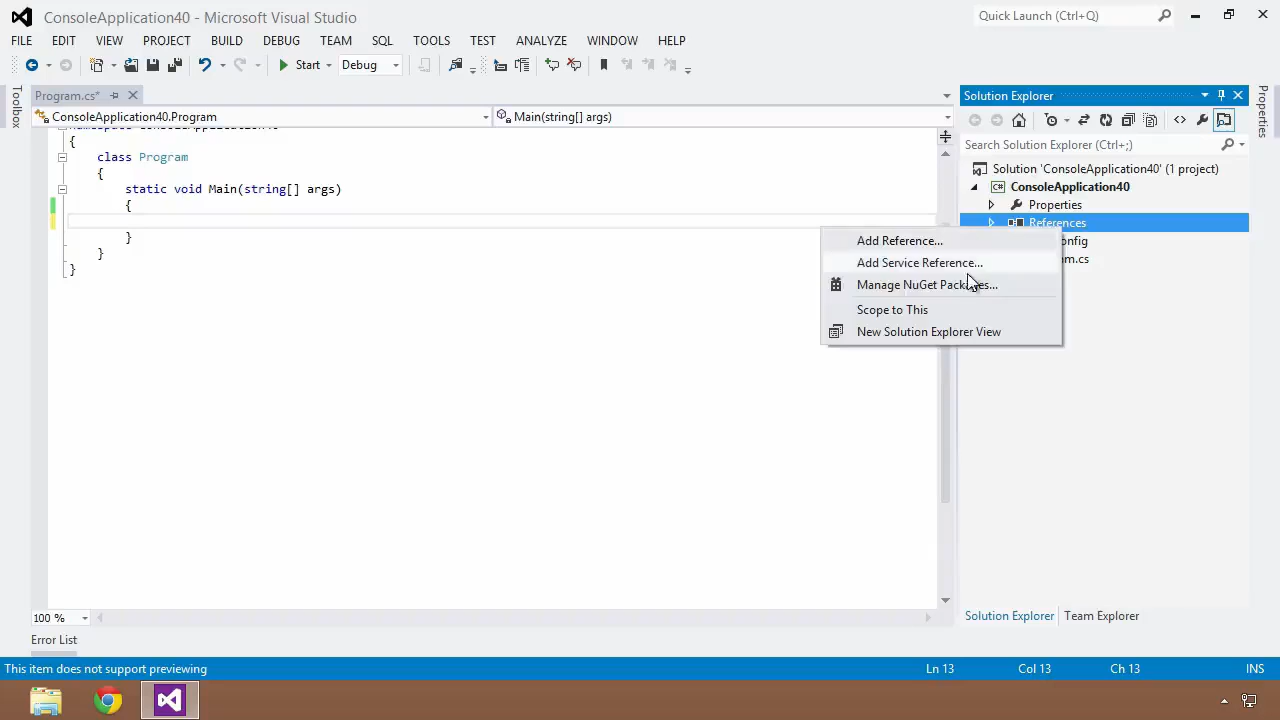 ConsoleApplication40 - Microsoft Visual Studio
Quick Launch (Ctrl+Q)
FILE EDIT VIEW PROJECT BUILD DEBUG TEAM SQL TOOLS TEST ANALYZE WINDOW HELP
Start Debug
Toolbox
Program.cs*
ConsoleApplication40.Program
Main(string[] args)
{
class Program
{
static void Main(string[] args)
{
}
}
}
Solution Explorer
Search Solution Explorer (Ctrl+;)
Solution 'ConsoleApplication40' (1 project)
C# ConsoleApplication40
Properties
References
Add Reference...
Add Service Reference...
Manage NuGet
Scope to This
New Solution Explorer View
Properties
100 %
Solution Explorer Team Explorer
Error List
This item does not support previewing
Ln 13 Col 13 Ch 13 INS